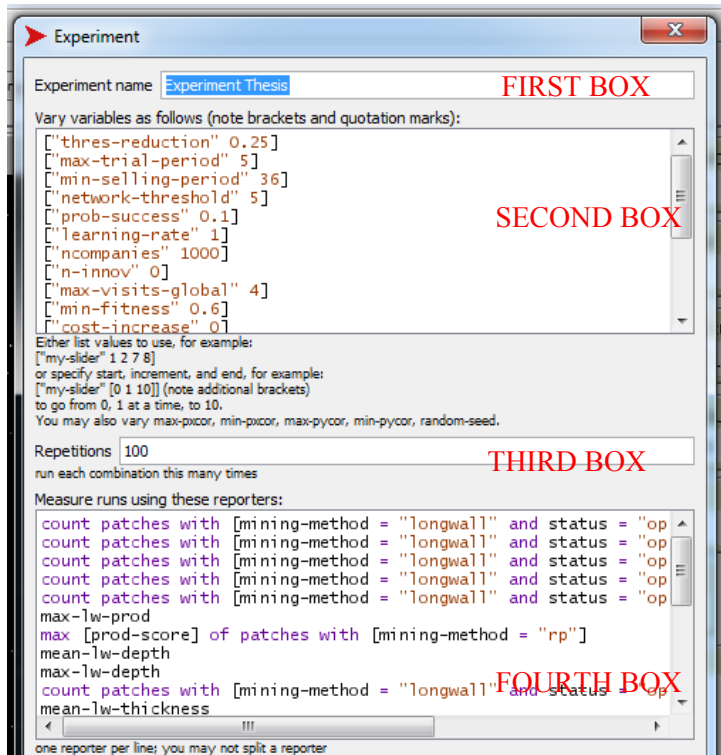 Experiment
Experiment name Experiment Thesis FIRST BOX
Vary variables as follows (note brackets and quotation marks):
["thres-reduction" 0.25]
["max-trial-period" 5]
["min-selling-period" 36]
["network-threshold" 5]
["prob-success" 0.1]
SECOND BOX
["learning-rate" 1]
["ncompanies" 1000]
["n-innov" 0]
["max-visits-global" 4]
["min-fitness" 0.6]
["cost-increase" 0]
Either list values to use, for example:
["my-slider" 1 2 7 8]
or specify start, increment, and end, for example:
["my-slider" [0 1 10]] (note additional brackets)
to go from 0, 1 at a time, to 10.
You may also vary max-pxcor, min-pxcor, max-pycor, min-pycor, random-seed.
Repetitions 100 THIRD BOX
run each combination this many times
Measure runs using these reporters:
count patches with [mining-method = "longwall" and status = "op
count patches with [mining-method = "longwall" and status = "op
count patches with [mining-method = "longwall" and status = "op
count patches with [mining-method = "longwall" and status = "op
count patches with [mining-method = "longwall" and status = "op
max-lw-prod
max [prod-score] of patches with [mining-method = "rp"]
mean-lw-depth
max-lw-depth
FOURTH BOX
count patches with [mining-method = "longwall" and status = "op
mean-lw-thickness
one reporter per line; you may not split a reporter